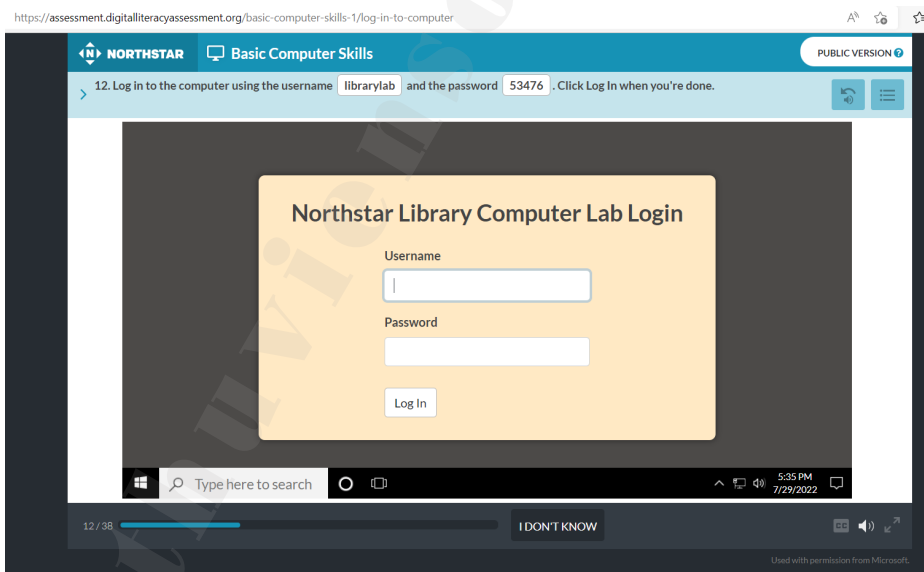 https://assessment.digitalliteracyassessment.org/basic-computer-skills-1/log-in-to-computer
NORTHSTAR Basic Computer Skills PUBLIC VERSION ?
12. Log in to the computer using the username librarylab and the password 53476 . Click Log In when you're done.
Northstar Library Computer Lab Login
Username
Password
Log In
Type here to search
5:35 PM
7/29/2022
12 / 38 I DON'T KNOW CC
Used with permission from Microsoft.